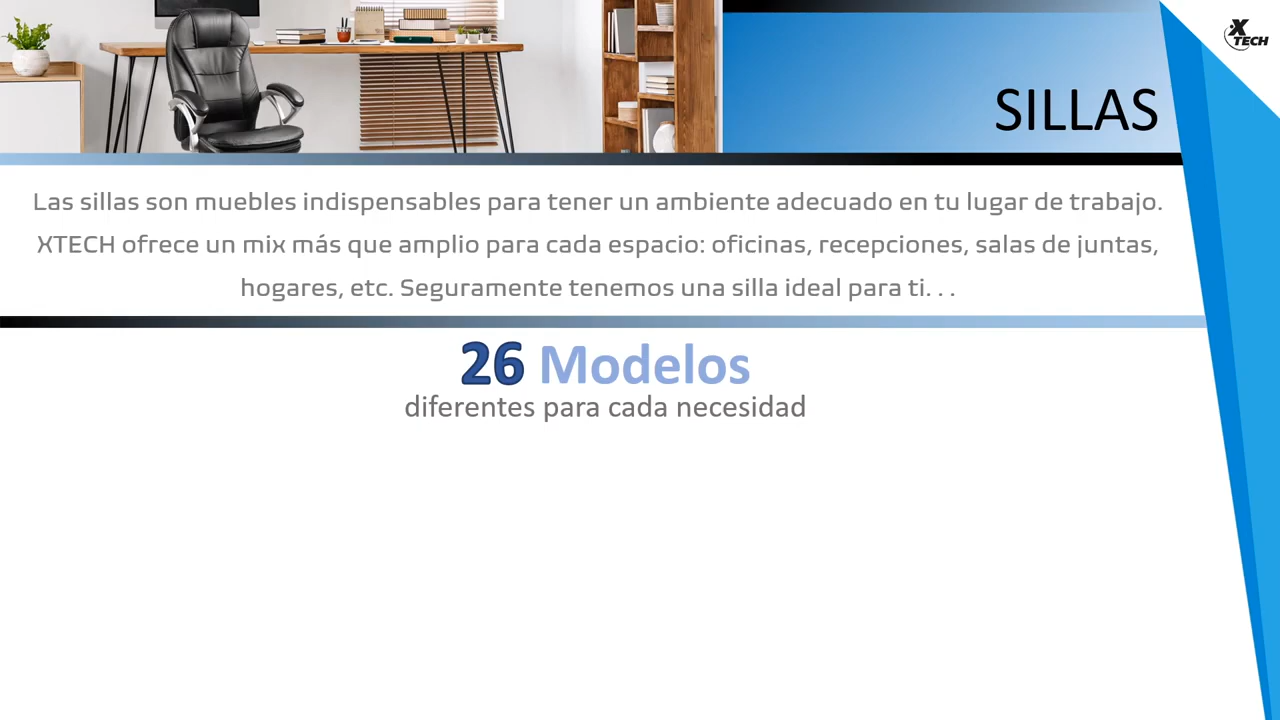 X
TECH
SILLAS
Las sillas son muebles indispensables para tener un ambiente adecuado en tu lugar de trabajo.
XTECH ofrece un mix más que amplio para cada espacio: oficinas, recepciones, salas de juntas,
hogares, etc. Seguramente tenemos una silla ideal para ti. . .
26 Modelos
diferentes para cada necesidad